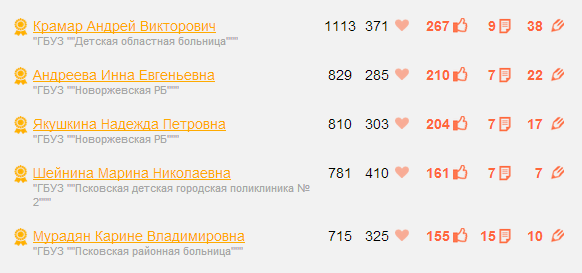 Крамар Андрей Викторович 1113 371 267 9 38
"ГБУЗ ""Детская областная больница"""
Андреева Инна Евгеньевна 829 285 210 7 22
"ГБУЗ ""Новоржевская РБ"""
Якушкина Надежда Петровна 810 303 204 7 17
"ГБУЗ ""Новоржевская РБ"""
Шейнина Марина Николаевна 781 410 161 7 7
"ГБУЗ ""Псковская детская городская поликлиника №
2"""
Мурадян Карине Владимировна 715 325 155 15 10
"ГБУЗ ""Псковская районная больница"""